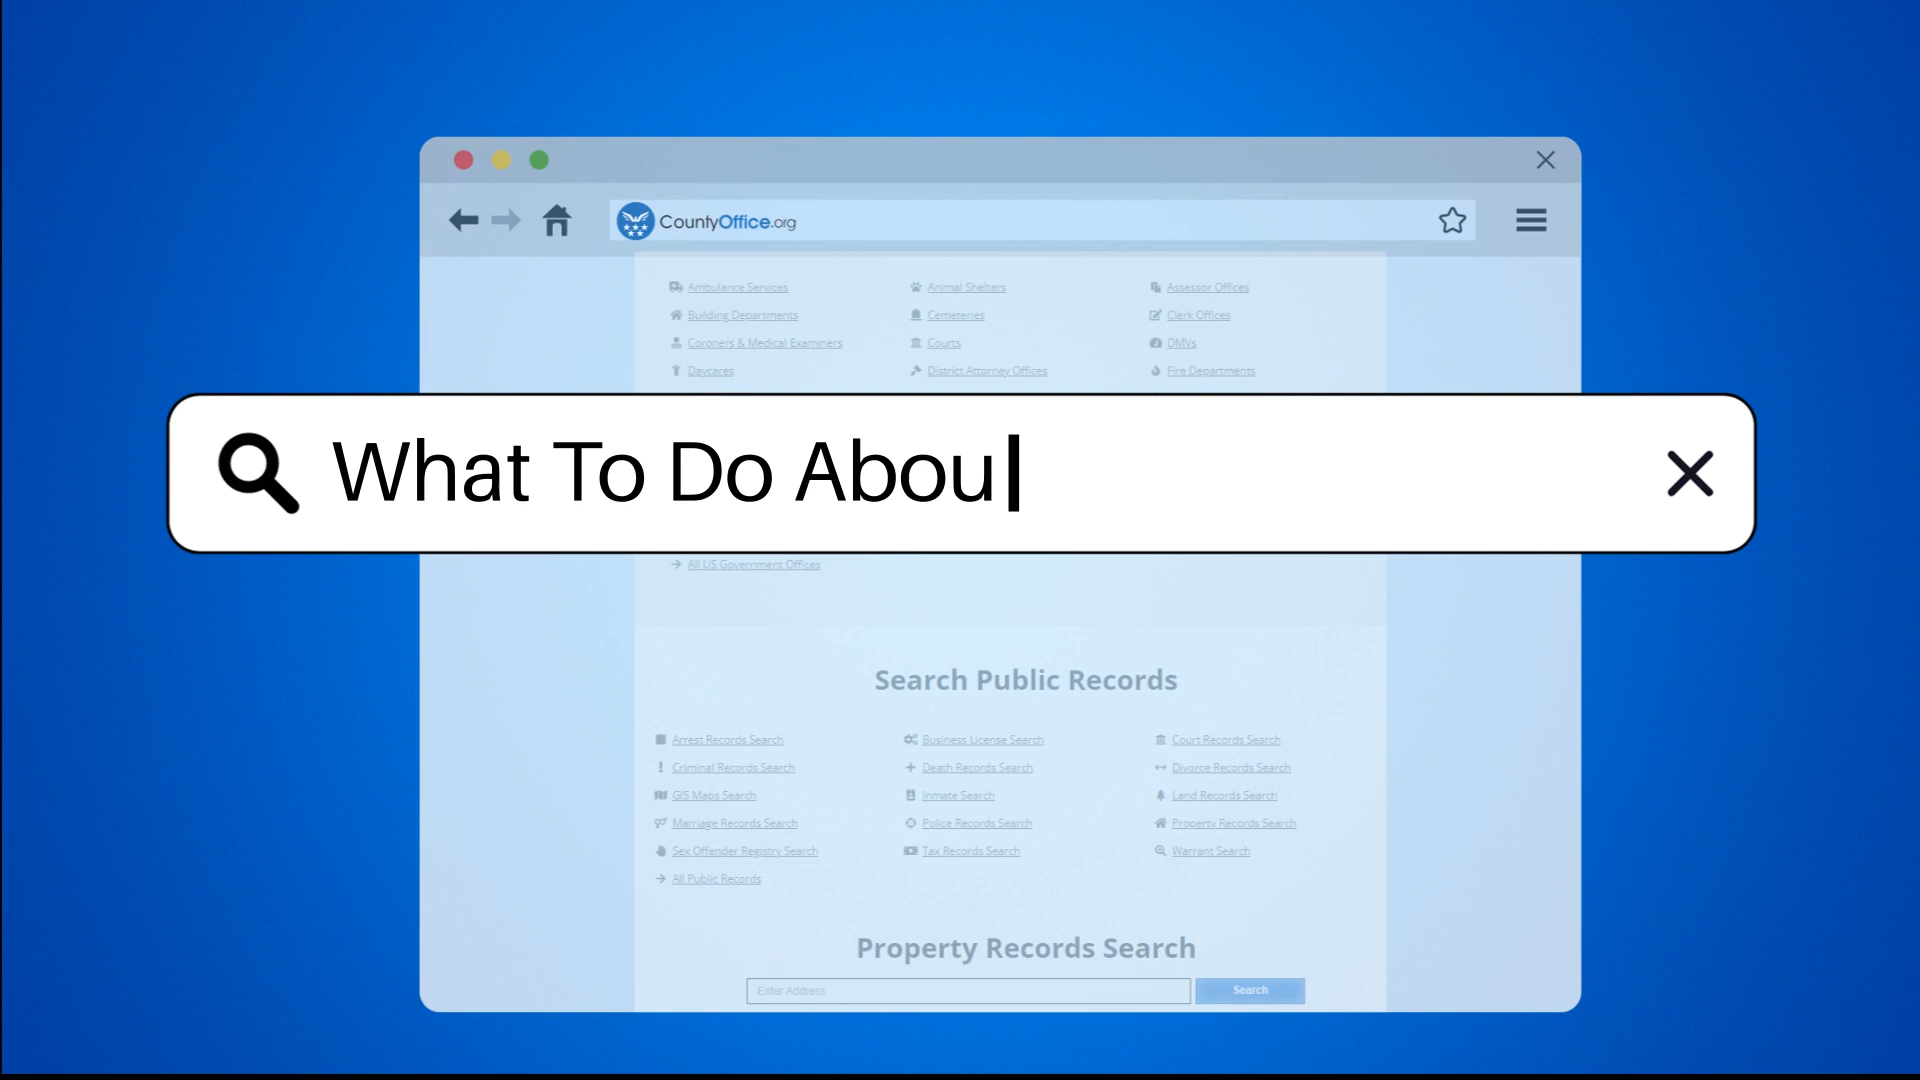 CountyOffice.org
Ambulance Services Animal Shelters Assessor Offices
Building Departments Cemeteries Clerk Offices
Coroners & Medical Examiners Courts DMVs
Daycares District Attorney Offices Fire Departments
What To Do Abou
All US Government Offices
Search Public Records
Arrest Records Search Business License Search Court Records Search
Criminal Records Search Death Records Search Divorce Records Search
GIS Maps Search Inmate Search Land Records Search
Marriage Records Search Police Records Search Property Records Search
Sex Offender Registry Search Tax Records Search Warrant Search
All Public Records
Property Records Search
Enter Address Search